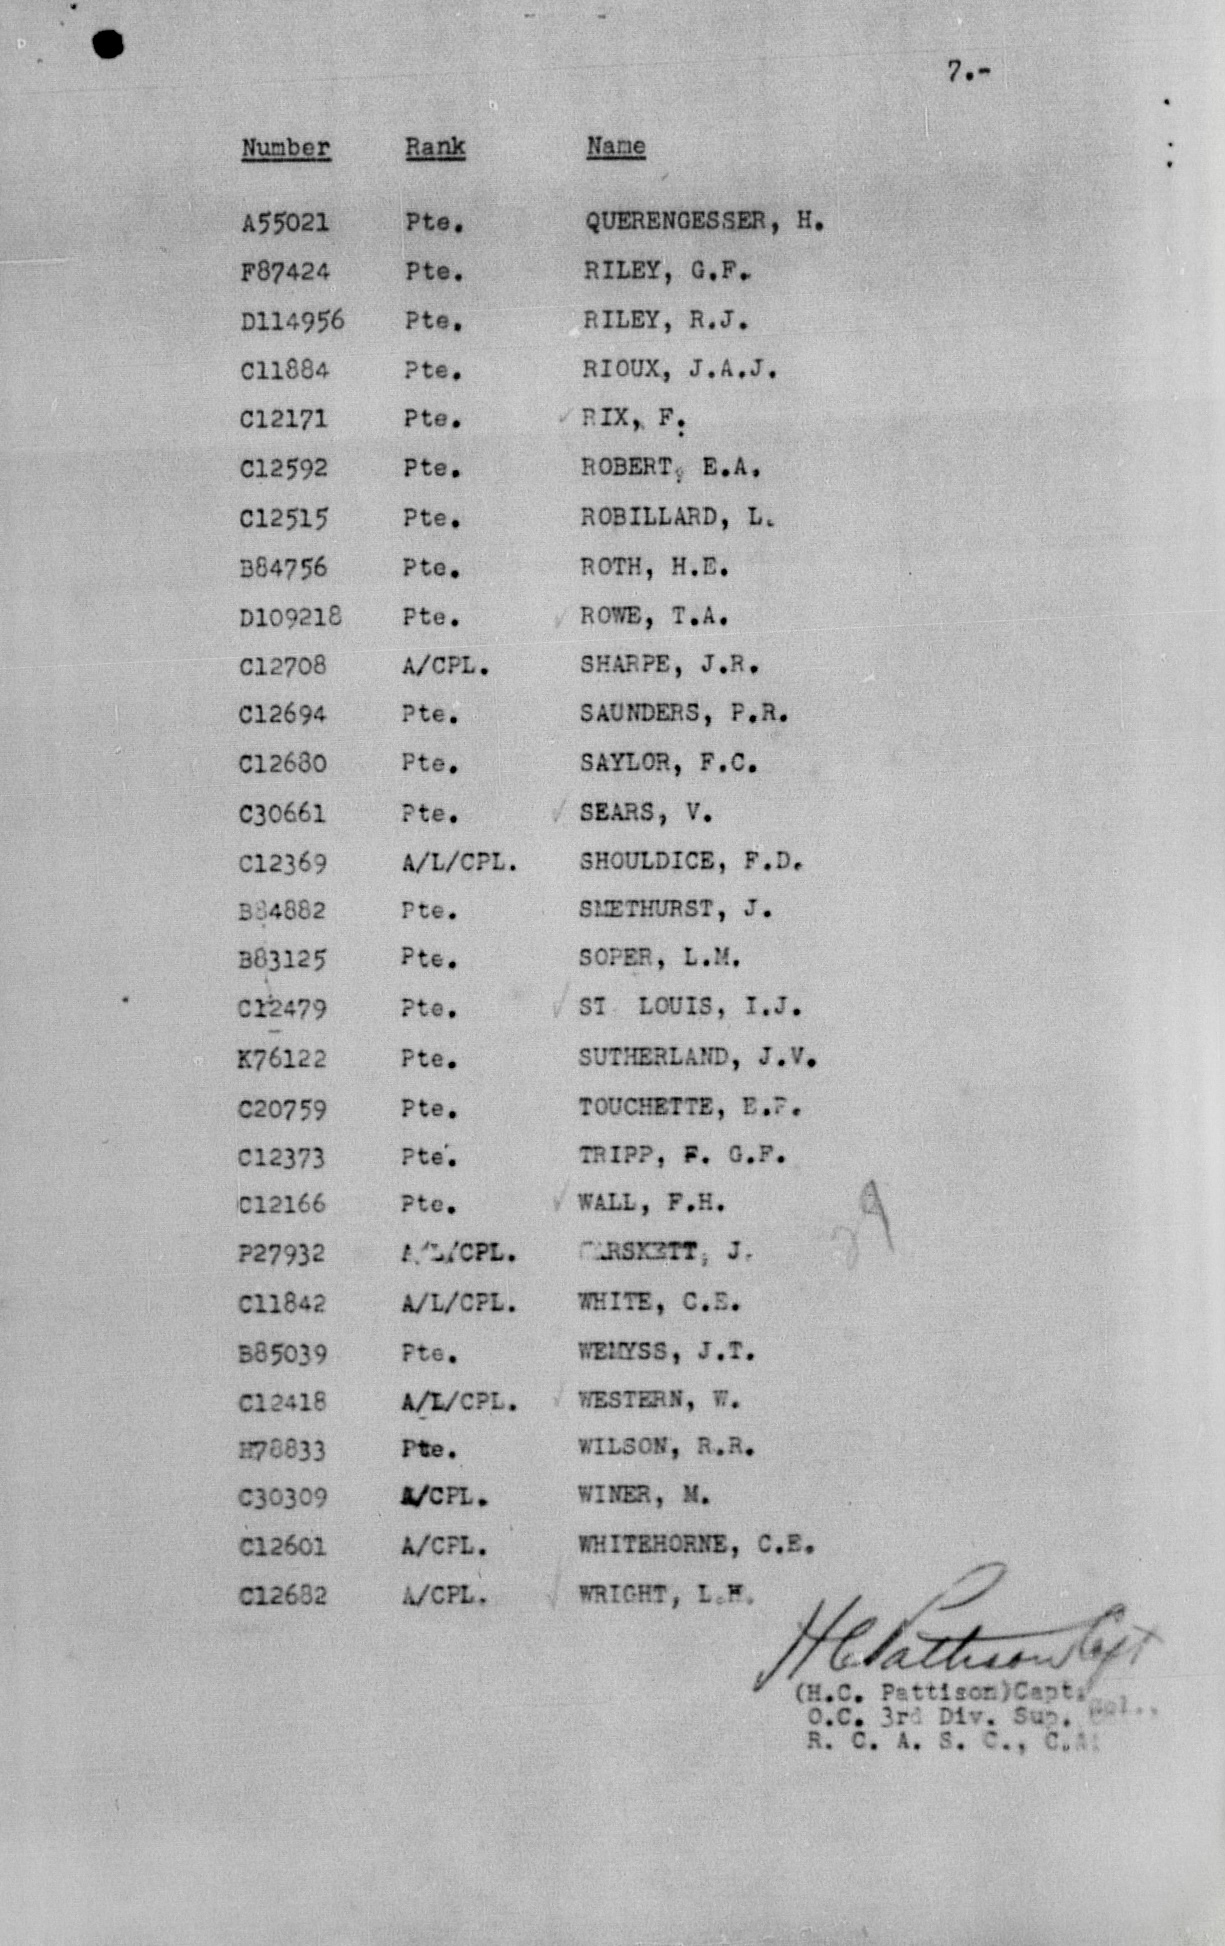 7.-
Number Rank Name
A55021 Pte. QUERENGESSER, H.
F87424 Pte. RILEY, G.F.
D114956 Pte. RILEY, R.J.
C11884 Pte. RIOUX, J.A.J.
C12171 Pte. RIX, F.
C12592 Pte. ROBERT, E.A.
C12515 Pte. ROBILLARD, L.
B84756 Pte. ROTH, H.E.
D109218 Pte. ROWE, T.A.
C12708 A/CPL. SHARPE, J.R.
C12694 Pte. SAUNDERS, P.R.
C12680 Pte. SAYLOR, F.C.
C30661 Pte. SEARS, V.
C12369 A/L/CPL. SHOULDICE, F.D.
B84882 Pte. SMETHURST, J.
B83125 Pte. SOPER, L.M.
C12479 Pte. ST LOUIS, I.J.
K76122 Pte. SUTHERLAND, J.V.
C20759 Pte. TOUCHETTE, E.P.
C12373 Pte. TRIPP, F. G.F.
C12166 Pte. WALL, F.H.
P27932 A/L/CPL. J.
C11842 A/L/CPL. WHITE, C.E.
B85039 Pte. WEMYSS, J.T.
C12418 A/L/CPL. WESTERN, W.
H78833 Pte. WILSON, R.R.
C30309 A/CPL. WINER, M.
C12601 A/CPL. WHITEHORNE, C.E.
C12682 A/CPL. WRIGHT, L.H.
HCPattison Capt
(H.C. Pattison)Capt.
O.C. 3rd Div. Sup.
R. C. A. S. C., C.A.